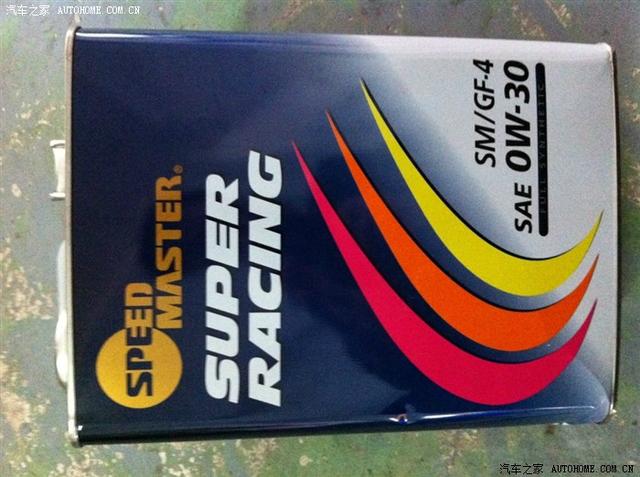 汽车之家 AUTOHOME.COM.CN
SPEED
MASTER®
SUPER
RACING
SM/GF-4
SAE 0W-30
FULL SYNTHETIC
汽车之家 AUTOHOME.COM.CN